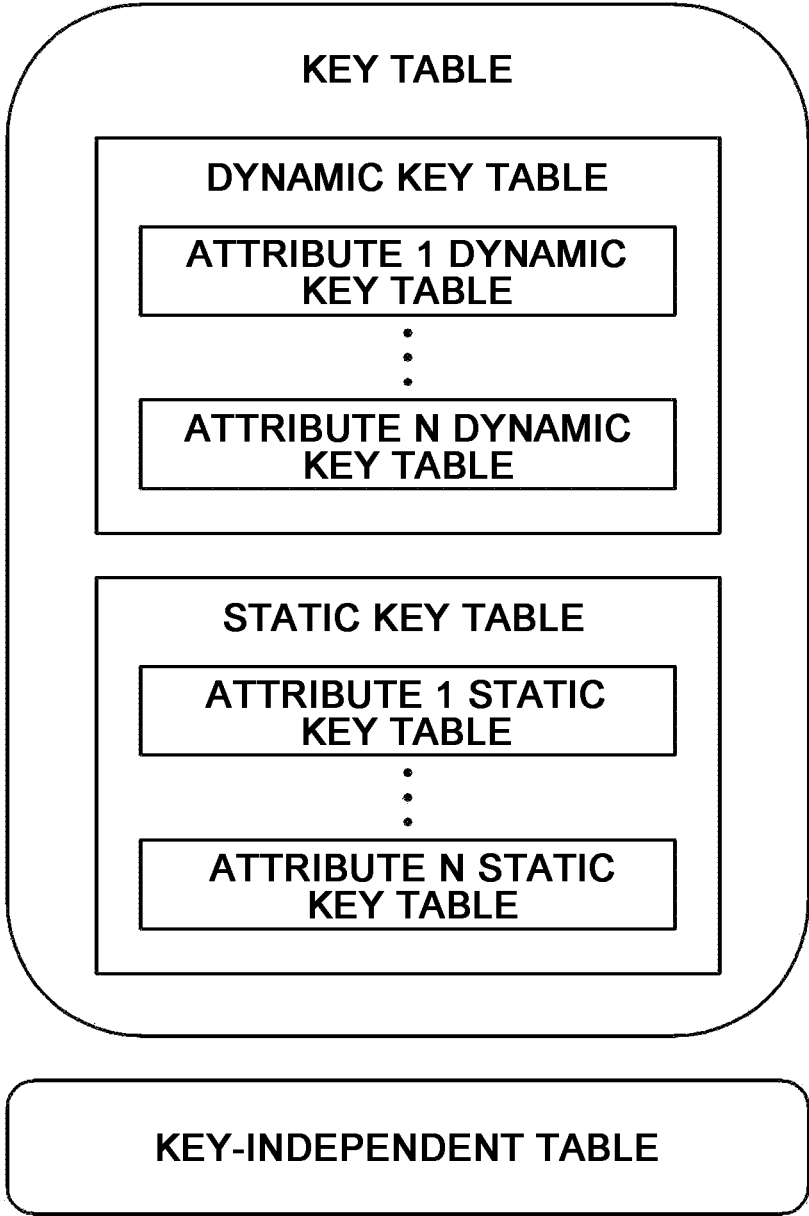 KEY TABLE
DYNAMIC KEY TABLE
ATTRIBUTE 1 DYNAMIC
KEY TABLE
ATTRIBUTE N DYNAMIC
KEY TABLE
STATIC KEY TABLE
ATTRIBUTE 1 STATIC
KEY TABLE
ATTRIBUTE N STATIC
KEY TABLE
KEY-INDEPENDENT TABLE